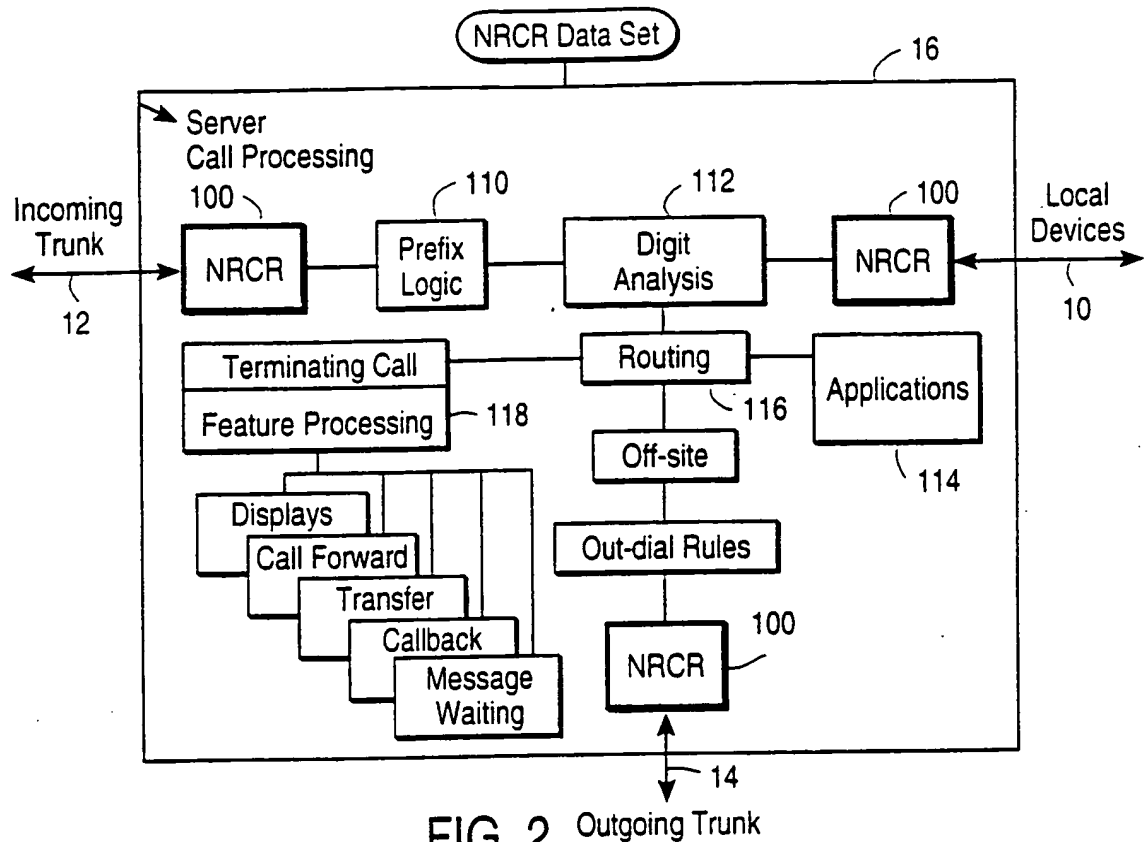 NRCR Data Set
16
Server
Call Processing
100
110
112
100
Incoming
Trunk
Local
Devices
NRCR
Prefix
Logic
Digit
Analysis
NRCR
12
10
Terminating Call
Routing
Applications
Feature Processing
118
116
114
Off-site
Displays
Call Forward
Transfer
Callback
Message
Waiting
Out-dial Rules
100
NRCR
14
FIG. 2
Outgoing Trunk